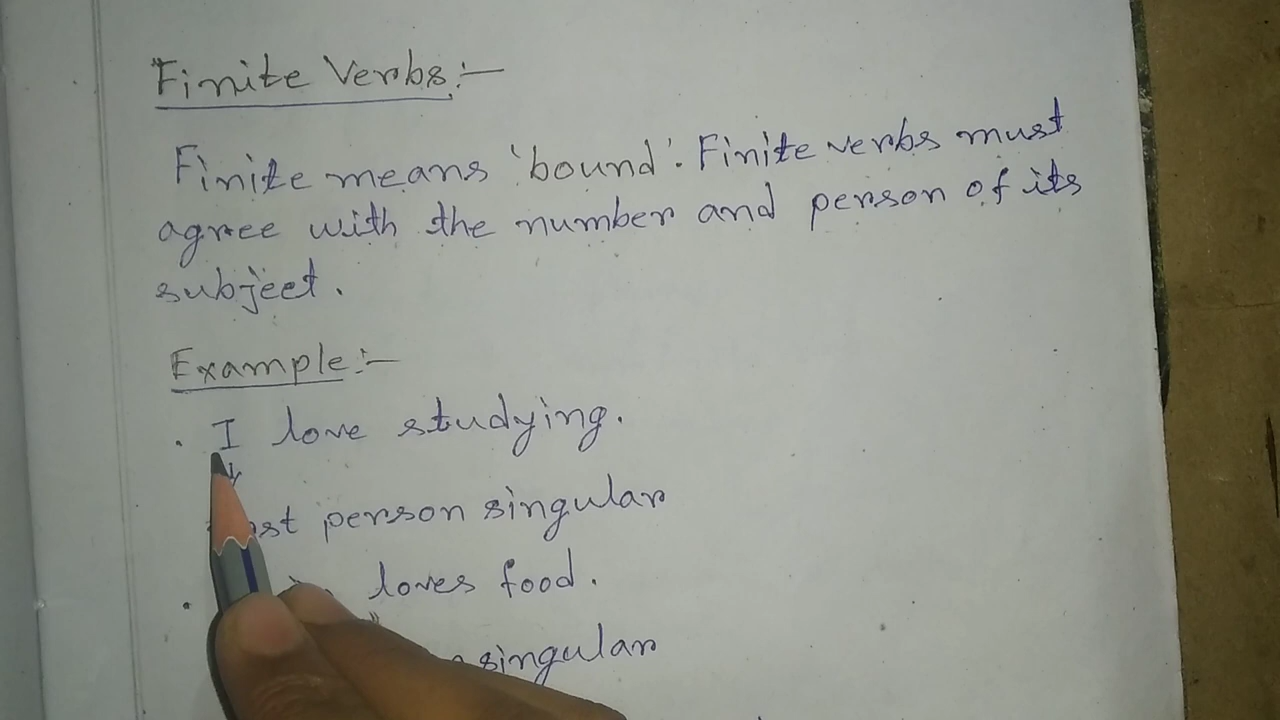 Finite Verbs:-
Finite means 'bound'. Finite verbs must
agree with the number and person of its
subject.
Example:-
. I love studying.
person singular
. loves food.
singular